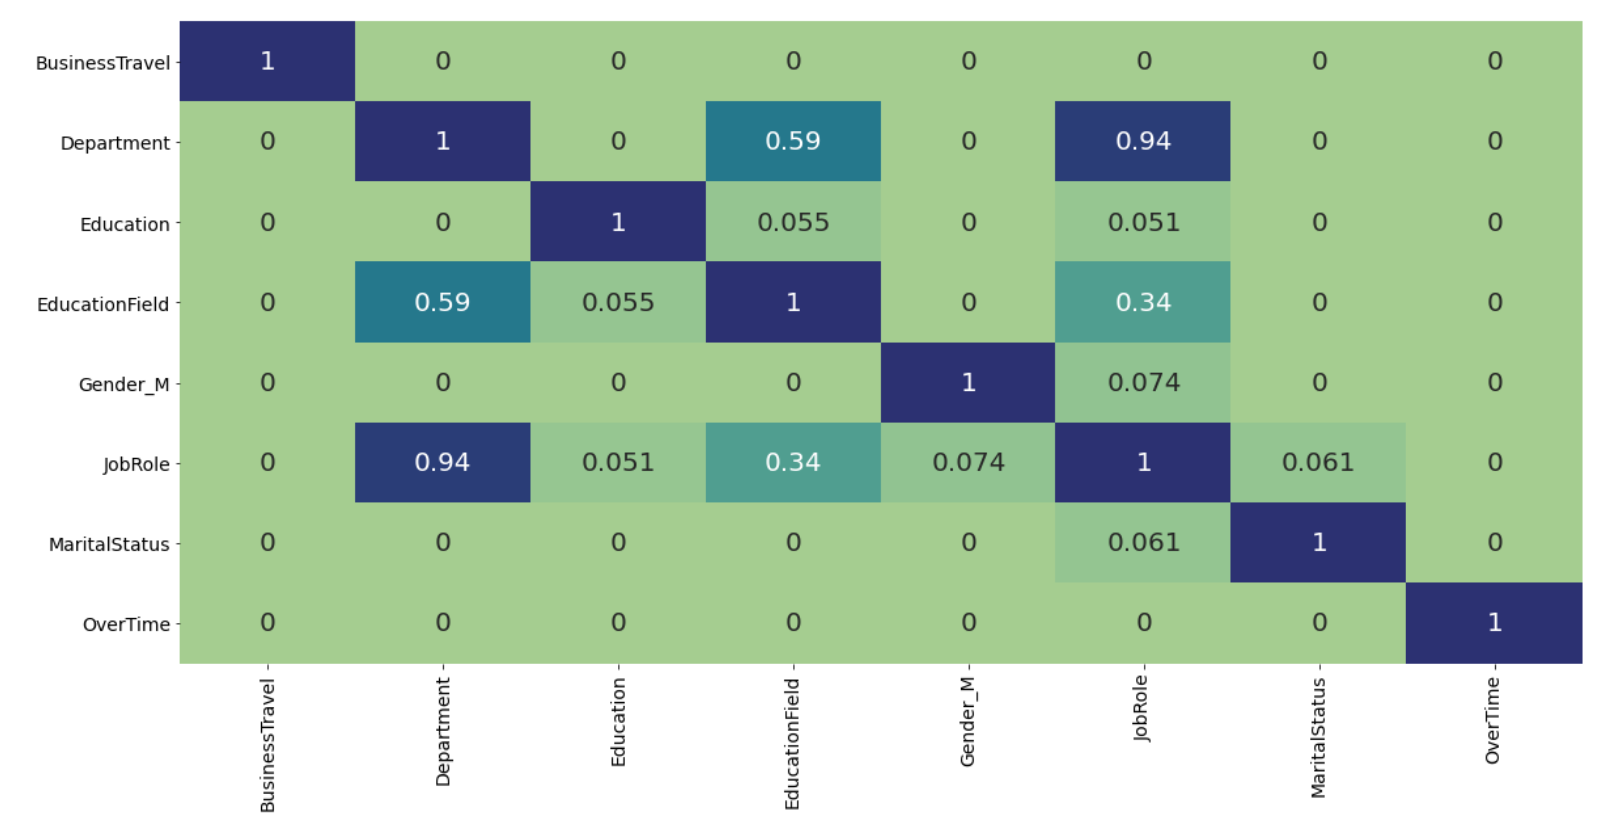 BusinessTravel 1 0 0 0 0 0 0 0
Department 0 1 0 0.59 0 0.94 0 0
Education 0 0 1 0.055 0 0.051 0 0
EducationField 0 0.59 0.055 1 0 0.34 0 0
Gender_M 0 0 0 0 1 0.074 0 0
JobRole 0 0.94 0.051 0.34 0.074 1 0.061 0
MaritalStatus 0 0 0 0 0 0.061 1 0
OverTime 0 0 0 0 0 0 0 1
BusinessTravel
Department
Education
EducationField
Gender_M
JobRole
MaritalStatus
OverTime